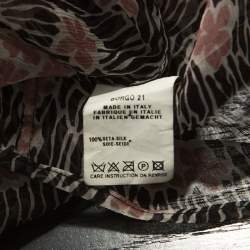 BORGO 21
MADE IN ITALY
FABRIQUE EN ITALIE
IN ITALIEN GEMACHT
100% SETA-SILK
SOIE-SEIDE
CARE INSTRUCTION ON REVERSE